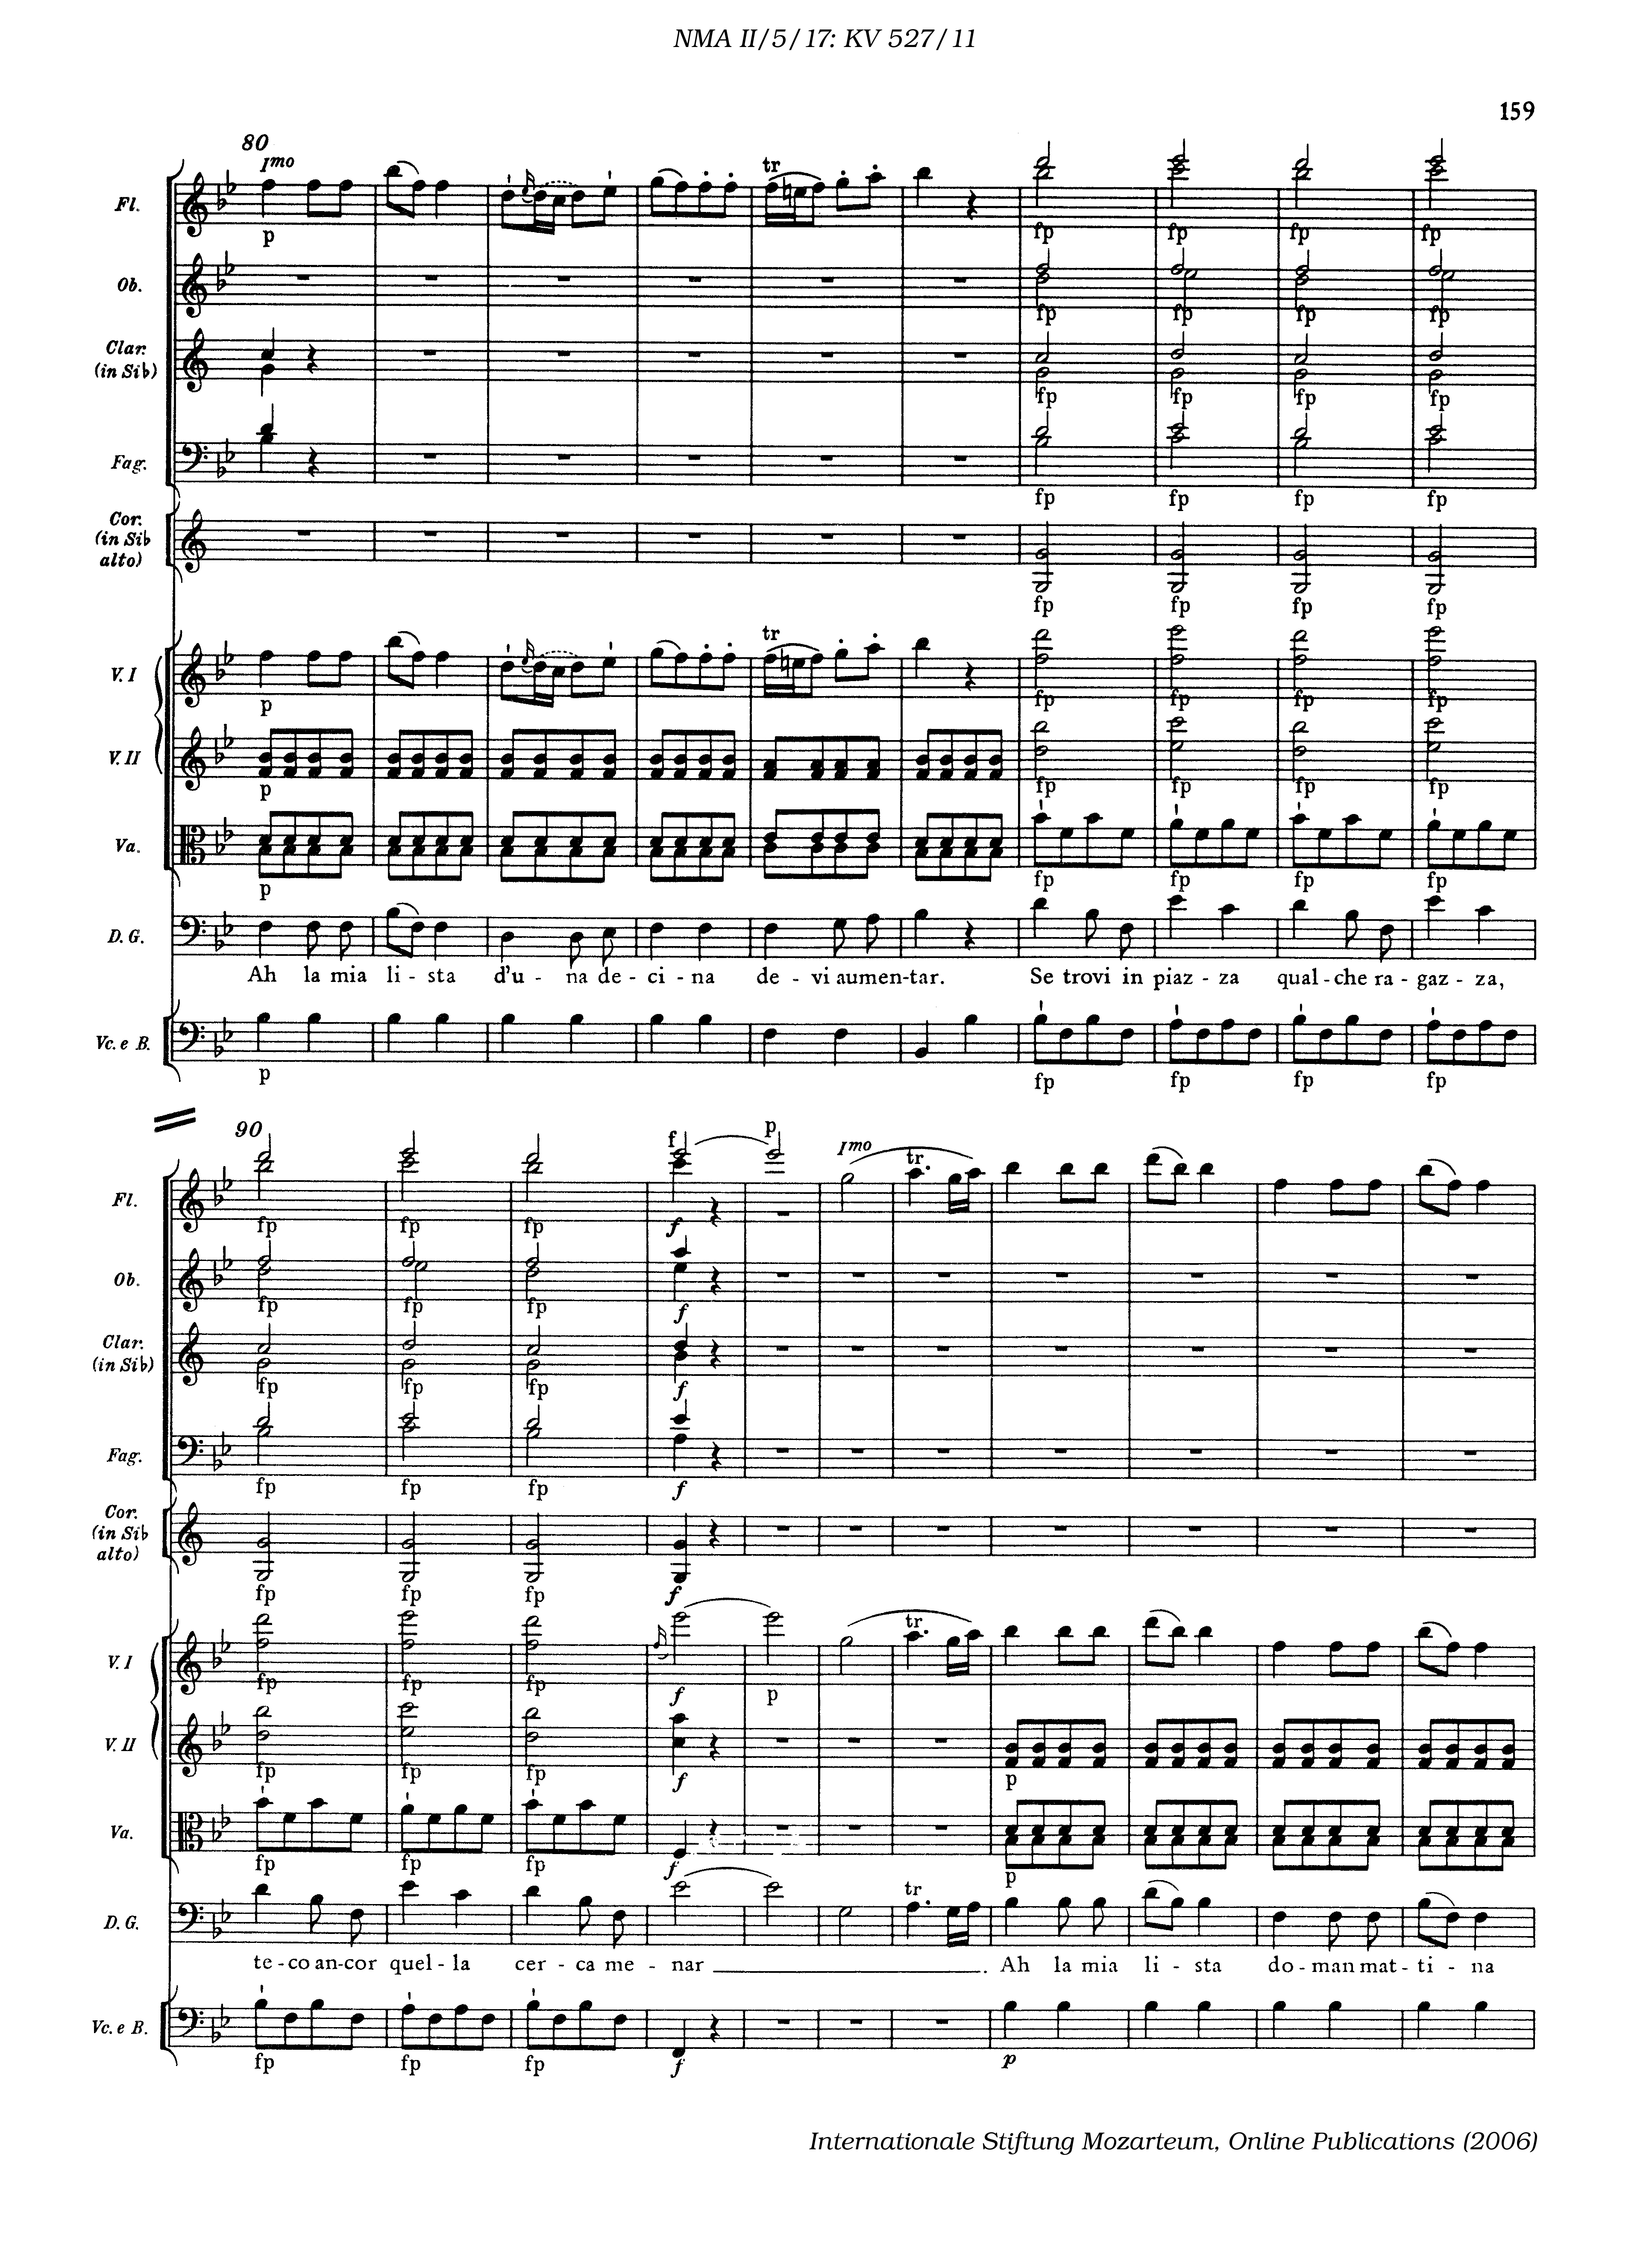 NMA II/5/17: KV 527/11
159
80
Imo
Fl.
p
tr
fp fp fp fp
Ob.
fp fp fp fp
Clar.
(in Sib)
fp fp fp fp
Fag.
fp fp fp fp
Cor.
(in Sib
alto)
fp fp fp fp
tr
V. I
p
fp fp fp fp
V. II
p
fp fp fp fp
Va.
p
fp fp fp fp
D. G.
Ah la mia li - sta d'u - na de - ci - na de - vi aumen-tar. Se trovi in piaz - za qual - che ra - gaz - za,
Vc. e B.
p
fp fp fp fp
90
f p
Imo
tr
Fl.
fp fp fp f
Ob.
fp fp fp f
Clar.
(in Sib)
fp fp fp f
Fag.
fp fp fp f
Cor.
(in Sib
alto)
fp fp fp f
tr
V. I
fp fp fp f p
V. II
fp fp fp f p
Va.
fp fp fp f p
tr
D. G.
te - co an-cor quel - la cer - ca me - nar . Ah la mia li - sta do - man mat - ti - na
Vc. e B.
fp fp fp f p
Internationale Stiftung Mozarteum, Online Publications (2006)